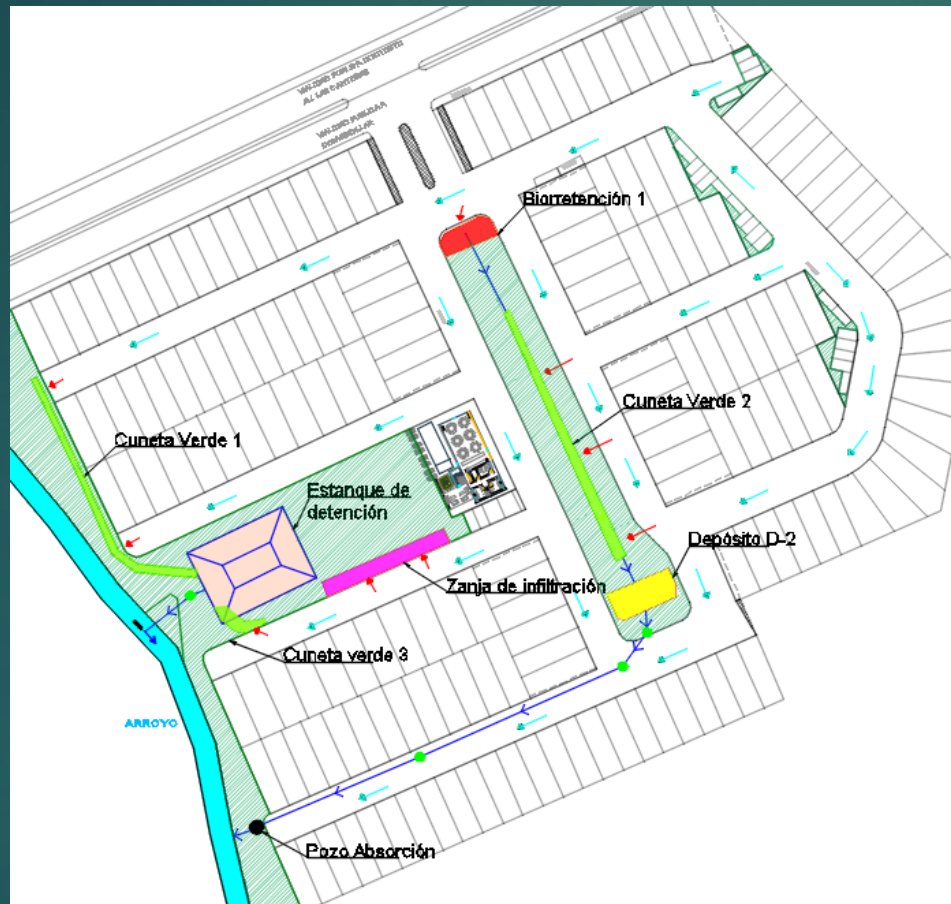 Biorretención 1
Cuneta Verde 2
Cuneta Verde 1
Estanque de
detención
Depósito D-2
Zanja de infiltración
Cuneta verde 3
ARROYO
Pozo Absorción